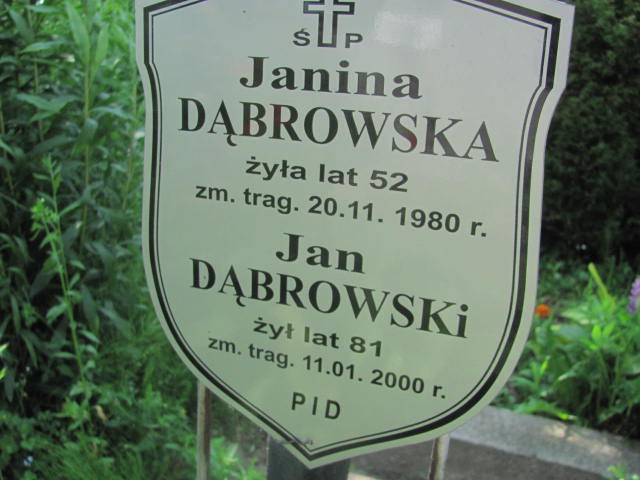 Ś P
Janina
DĄBROWSKA
żyła lat 52
zm. trag. 20.11. 1980 r.
Jan
DĄBROWSKi
żył lat 81
zm. trag. 11.01. 2000 r.
PID